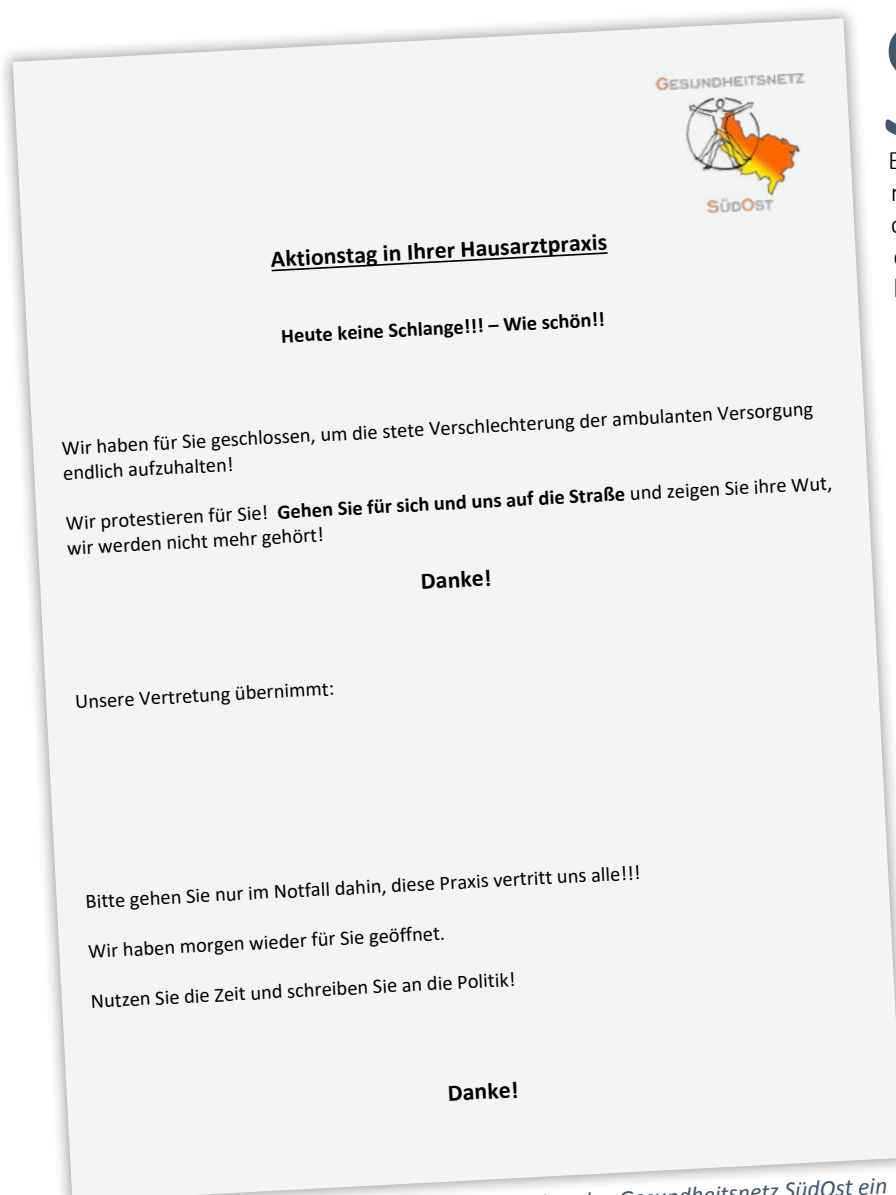 GESUNDHEITSNETZ
SÜDOST
Aktionstag in Ihrer Hausarztpraxis
Heute keine Schlange!!! – Wie schön!!
Wir haben für Sie geschlossen, um die stete Verschlechterung der ambulanten Versorgung
endlich aufzuhalten!
Wir protestieren für Sie! Gehen Sie für sich und uns auf die Straße und zeigen Sie ihre Wut,
wir werden nicht mehr gehört!
Danke!
Unsere Vertretung übernimmt:
Bitte gehen Sie nur im Notfall dahin, diese Praxis vertritt uns alle!!!
Wir haben morgen wieder für Sie geöffnet.
Nutzen Sie die Zeit und schreiben Sie an die Politik!
Danke!
Gesundheitsnetz SüdOst ein